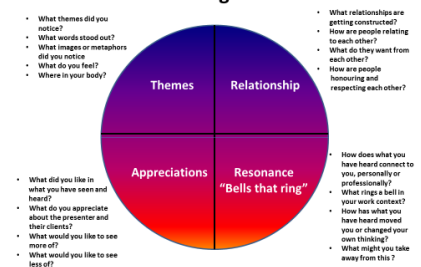 • What themes did you
notice?
• What words stood out?
• What images or metaphors
did you notice
• What do you feel?
• Where in your body?
• What relationships are
getting constructed?
• How are people relating
to each other?
• What do they want from
each other?
• How are people
honouring and
respecting each other?
Themes
Relationship
Appreciations
Resonance
“Bells that ring”
• What did you like in
what you have seen and
heard?
• What do you appreciate
about the presenter and
their clients?
• What would you like to see
more of?
• What would you like to see
less of?
• How does what you
have heard connect to
you, personally or
professionally?
• What rings a bell in
your work context?
• How has what you
have heard moved
you or changed your
own thinking?
• What might you take
away from this ?